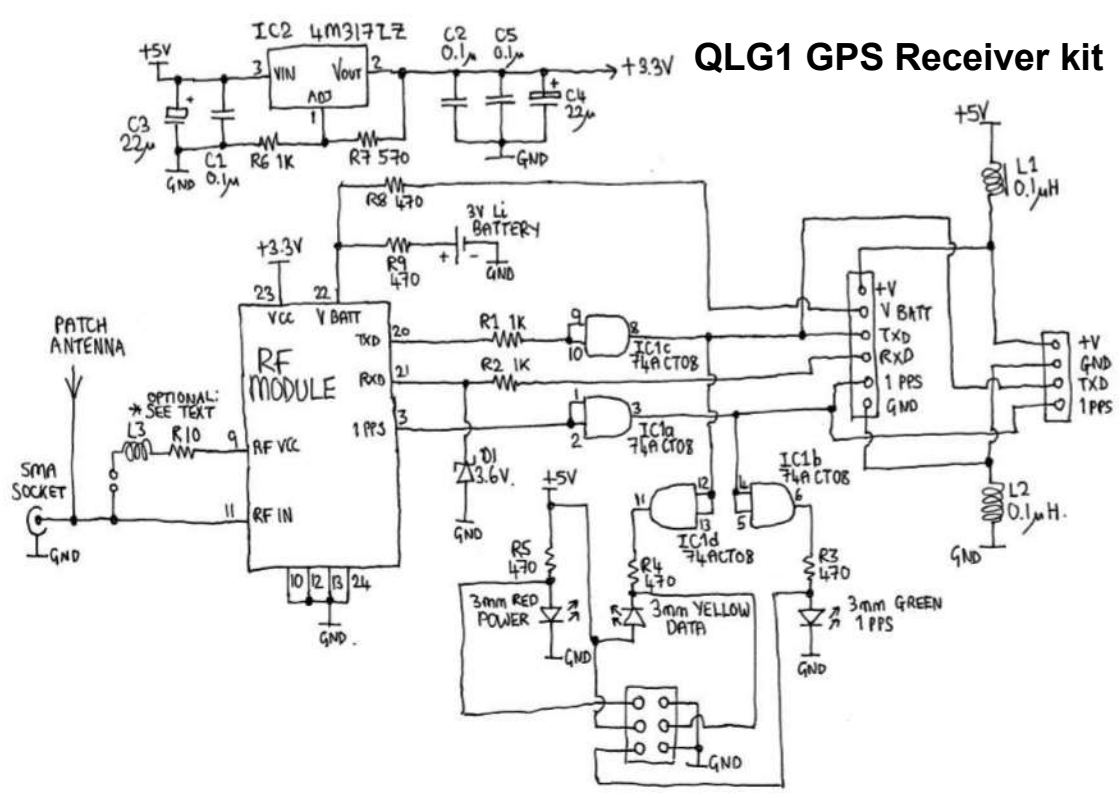 QLG1 GPS Receiver kit
IC2 4M317LZ
+5V
3
VIN
VOUT
2
ADJ
1
C2
0.1µ
C5
0.1µ
+3.3V
+
C4
22µ
+
C3
22µ
GND
C1
0.1µ
R6 1K
R7 570
GND
+5V
L1
0.1µH
R8 470
3V Li
BATTERY
+ -
R9
470
GND
+3.3V
23
VCC
22
V BATT
RF
MODULE
TXD
20
RXD
21
1 PPS
3
RF VCC
9
RF IN
11
10 12 13 24
GND.
PATCH
ANTENNA
OPTIONAL:
* SEE TEXT
L3
R10
SMA
SOCKET
GND
R1 1K
9
10
8
IC1c
74ACT08
R2 1K
1
2
3
IC1a
74ACT08
D1
3.6V.
GND
+V
V BATT
TXD
RXD
1 PPS
GND
+V
GND
TXD
1PPS
L2
0.1µH.
GND
IC1b
74ACT08
4
5
6
11
12
13
IC1d
74ACT08
+5V
R5
470
R4
470
R3
470
3mm RED
POWER
GND
3mm YELLOW
DATA
3mm GREEN
1 PPS
GND
GND